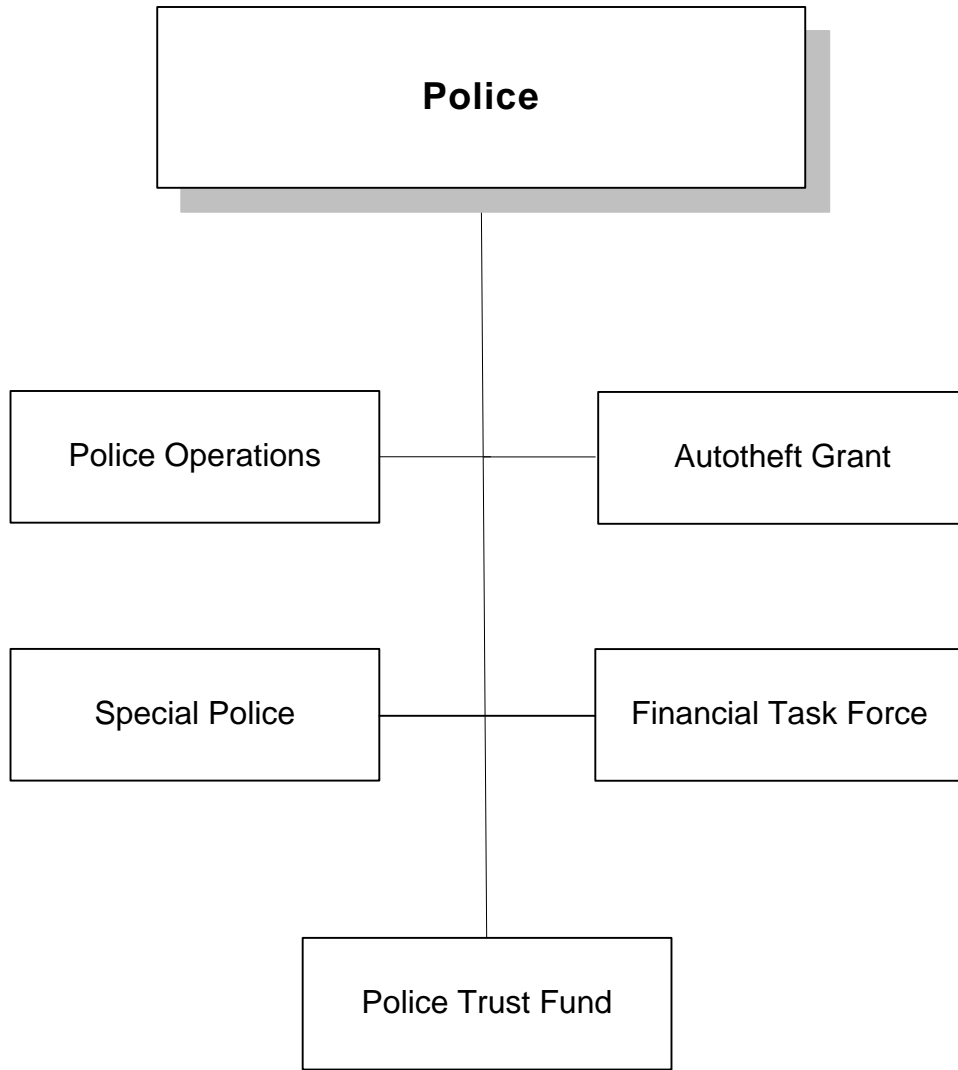 Police
Police Operations
Autotheft Grant
Special Police
Financial Task Force
Police Trust Fund